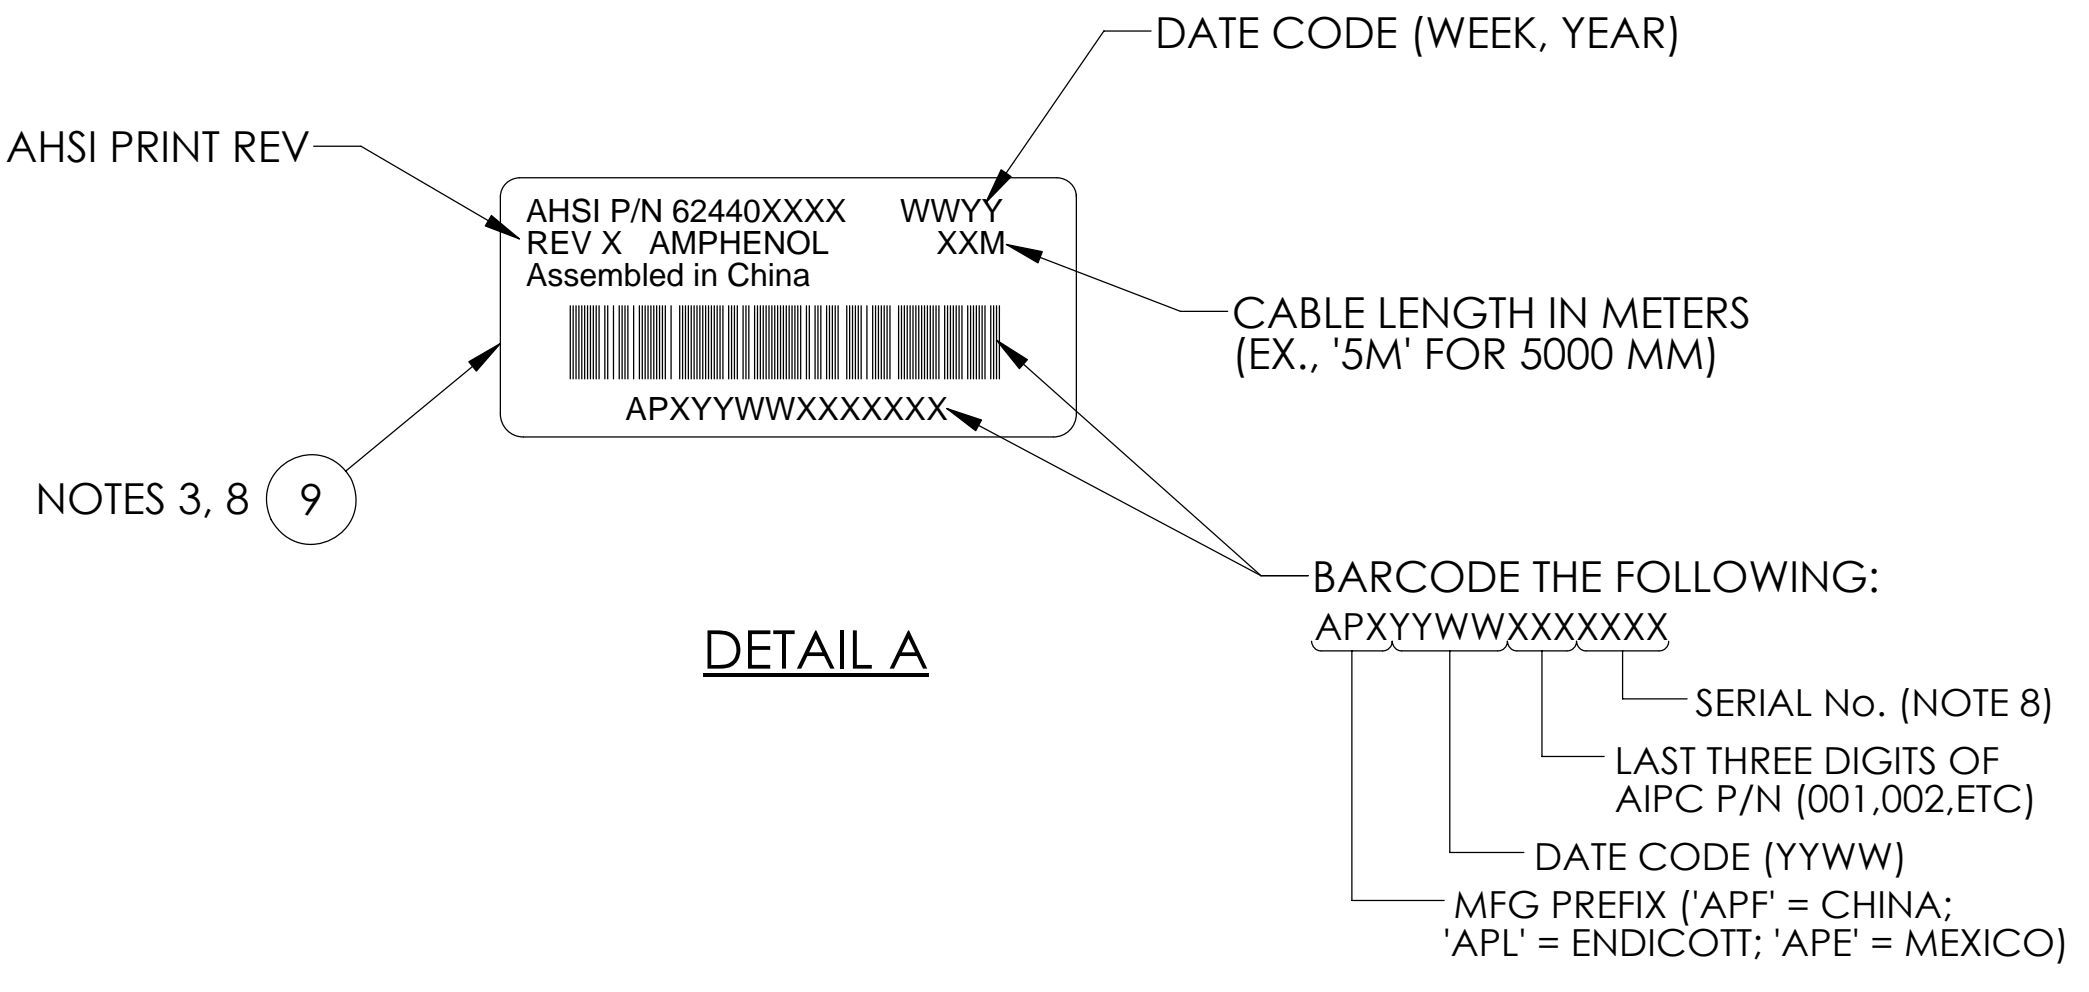 DATE CODE (WEEK, YEAR)
AHSI PRINT REV
AHSI P/N 62440XXXX WWYY
REV X AMPHENOL XXM
Assembled in China
CABLE LENGTH IN METERS
(EX., '5M' FOR 5000 MM)
APXYYWWXXXXXXX
NOTES 3, 8 9
BARCODE THE FOLLOWING:
APXYYWWXXXXXXX
DETAIL A
SERIAL No. (NOTE 8)
LAST THREE DIGITS OF
AIPC P/N (001,002,ETC)
DATE CODE (YYWW)
MFG PREFIX ('APF' = CHINA;
'APL' = ENDICOTT; 'APE' = MEXICO)